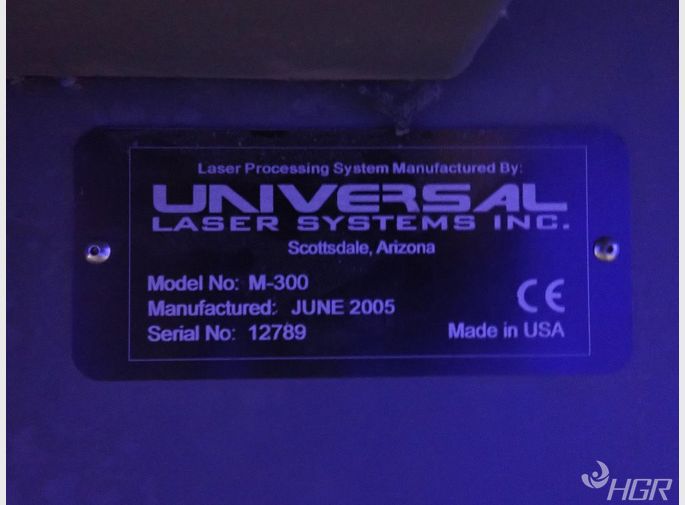 Laser Processing System Manufactured By:
UNIVERSAL
LASER SYSTEMS INC.
Scottsdale, Arizona
Model No: M-300
Manufactured: JUNE 2005
CE
Serial No: 12789
Made in USA
HGR